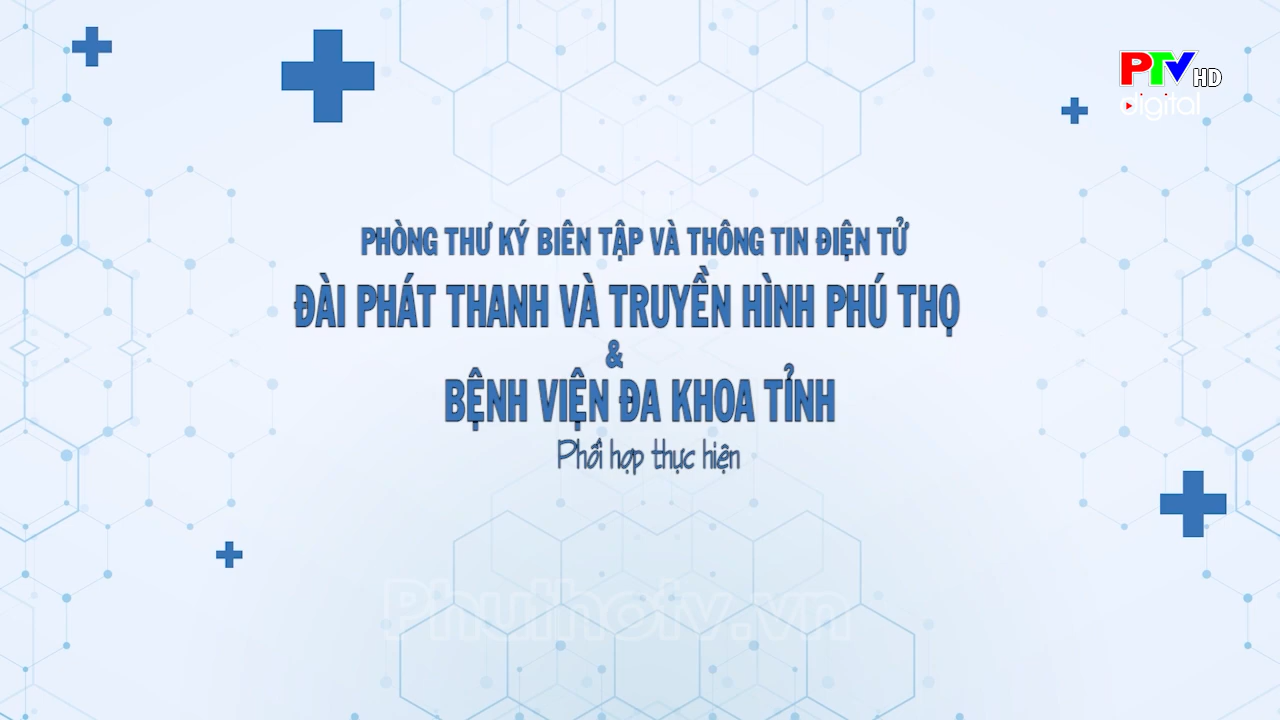 PTV HD
digital
PHÒNG THƯ KÝ BIÊN TẬP VÀ THÔNG TIN ĐIỆN TỬ
ĐÀI PHÁT THANH VÀ TRUYỀN HÌNH PHÚ THỌ
&
BỆNH VIỆN ĐA KHOA TỈNH
Phối hợp thực hiện
Phuthotv.vn